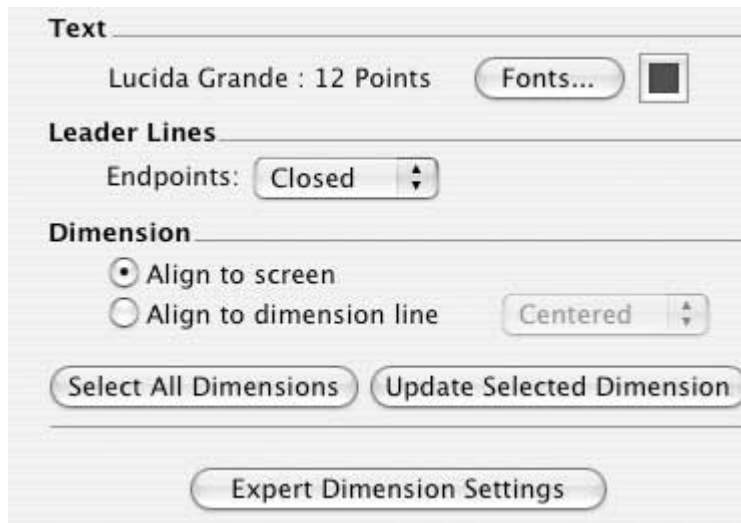 Text
Lucida Grande : 12 Points Fonts...
Leader Lines
Endpoints: Closed
Dimension
Align to screen
Align to dimension line Centered
Select All Dimensions Update Selected Dimension
Expert Dimension Settings